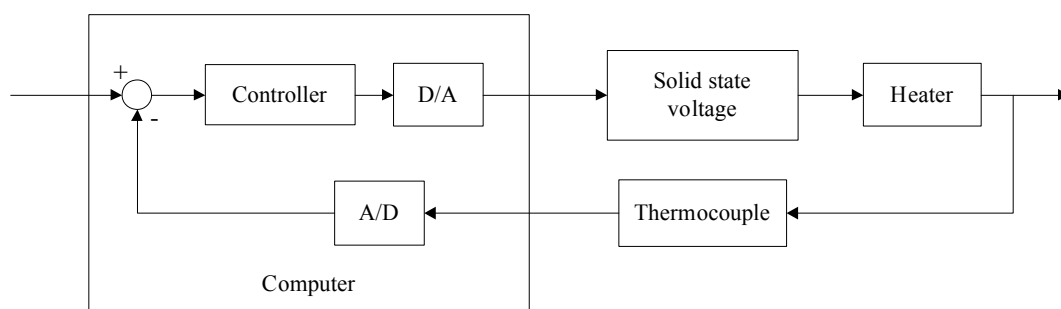 +
Controller
D/A
Solid state
voltage
Heater
-
A/D
Thermocouple
Computer